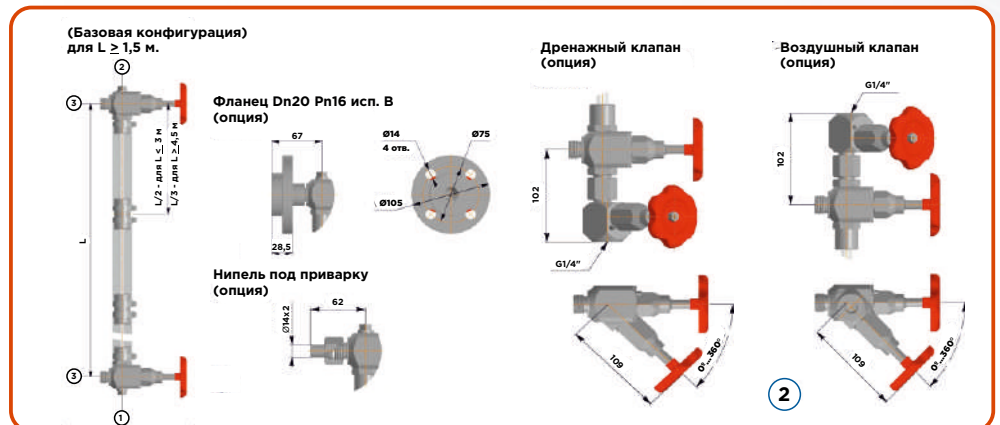 (Базовая конфигурация)
для L ≥ 1,5 м.
2
3
L/2 - для L ≤ 3 м
L/3 - для L ≥ 4,5 м
L
3
1
Фланец Dn20 Pn16 исп. В
(опция)
67
28,5
Ø14
4 отв.
Ø75
Ø105
Нипель под приварку
(опция)
62
Ø14x2
Дренажный клапан
(опция)
102
G1/4"
109
0°...360°
Воздушный клапан
(опция)
G1/4"
102
109
0°...360°
2